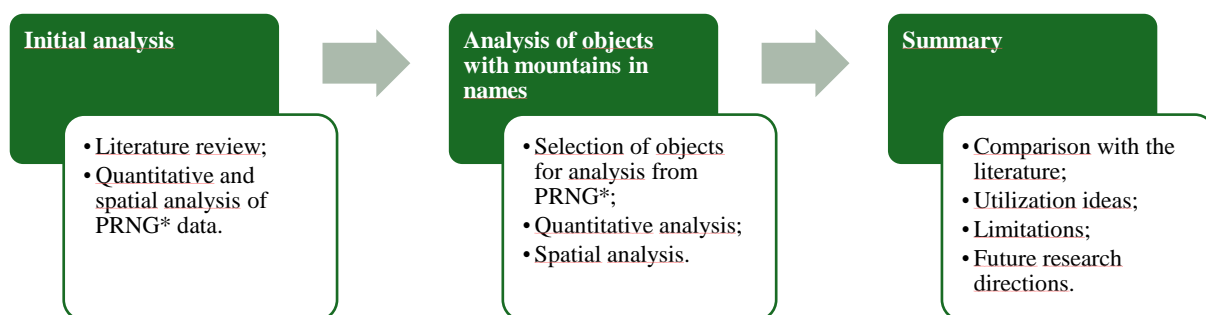 Initial analysis
• Literature review;
• Quantitative and
spatial analysis of
PRNG* data.
Analysis of objects
with mountains in
names
• Selection of objects
for analysis from
PRNG*;
• Quantitative analysis;
• Spatial analysis.
Summary
• Comparison with the
literature;
• Utilization ideas;
• Limitations;
• Future research
directions.